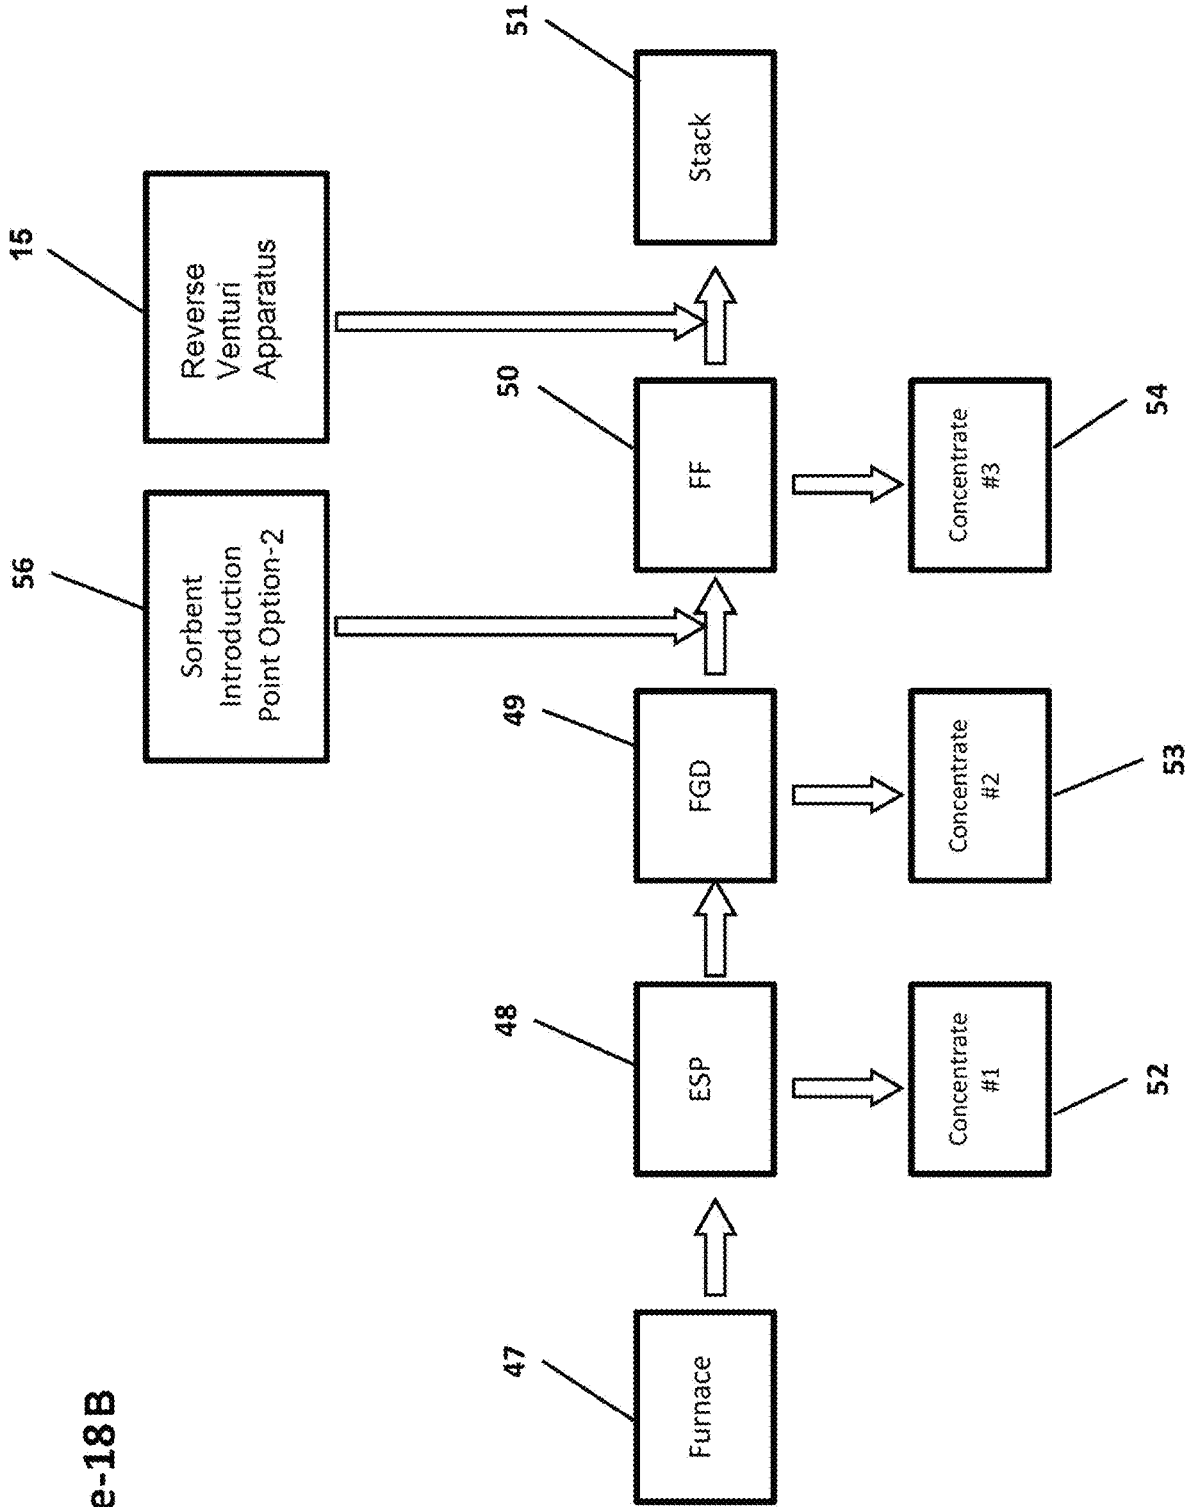 e-18B
56
15
Sorbent
Introduction
Point Option-2
Reverse
Venturi
Apparatus
47
48
49
50
51
Furnace
ESP
FGD
FF
Stack
Concentrate
#1
Concentrate
#2
Concentrate
#3
52
53
54